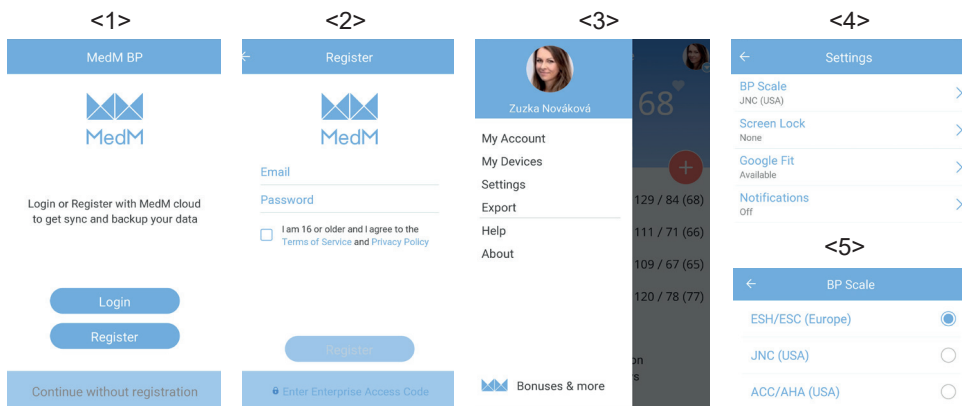 <1>
MedM BP
MedM
Login or Register with MedM cloud
to get sync and backup your data
Login
Register
Continue without registration
<2>
Register
MedM
Email
Password
I am 16 or older and I agree to the
Terms of Service and Privacy Policy
Register
Enter Enterprise Access Code
<3>
Zuzka Nováková
68
My Account
My Devices
Settings
Export
Help
About
129 / 84 (68)
111 / 71 (66)
109 / 67 (65)
120 / 78 (77)
Bonuses & more
<4>
Settings
BP Scale
JNC (USA)
Screen Lock
None
Google Fit
Available
Notifications
Off
<5>
BP Scale
ESH/ESC (Europe)
JNC (USA)
ACC/AHA (USA)